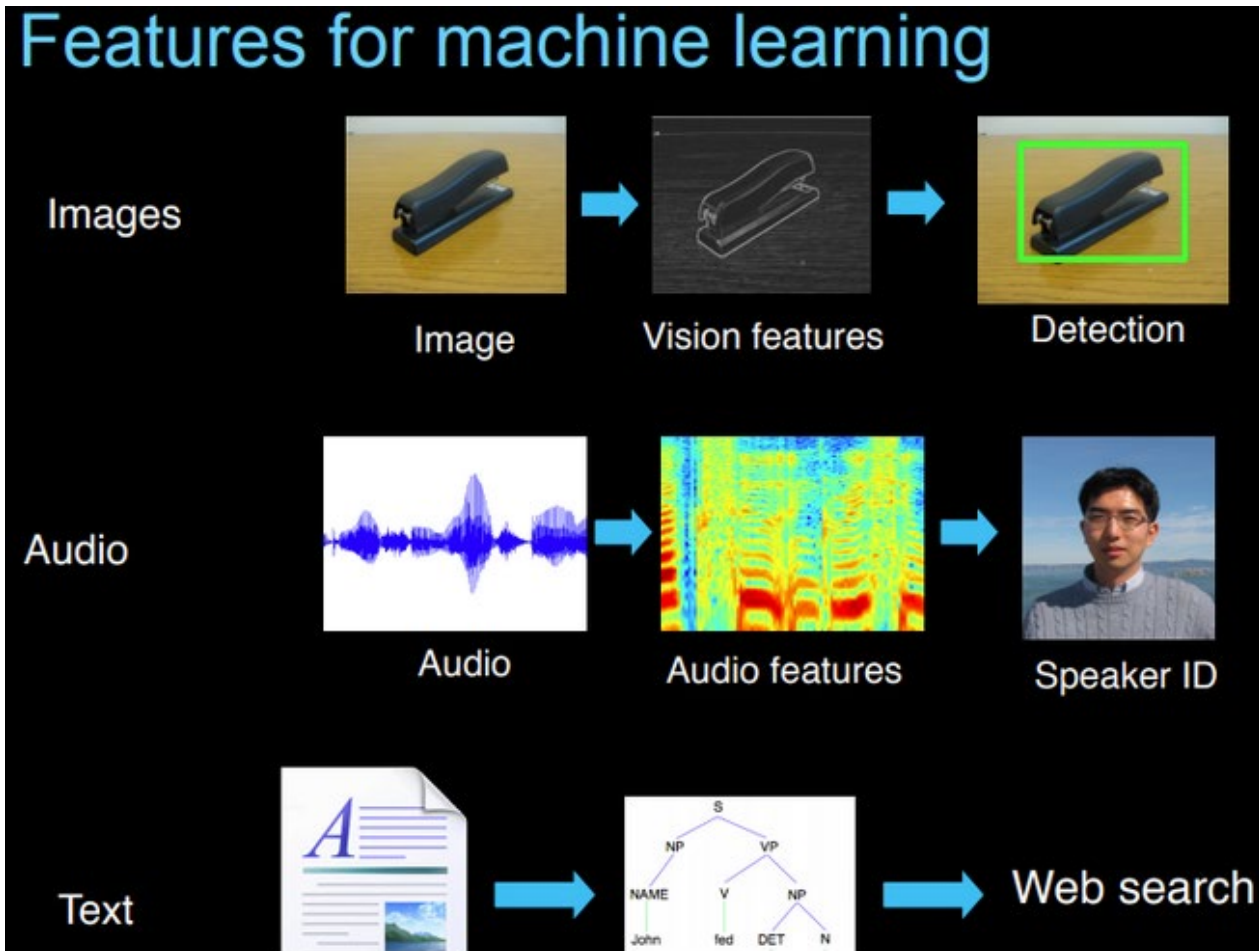 Features for machine learning
Images
Image
Vision features
Detection
Audio
Audio
Audio features
Speaker ID
Text
A
S
NP VP
NAME V NP
John fed DET N
Web search